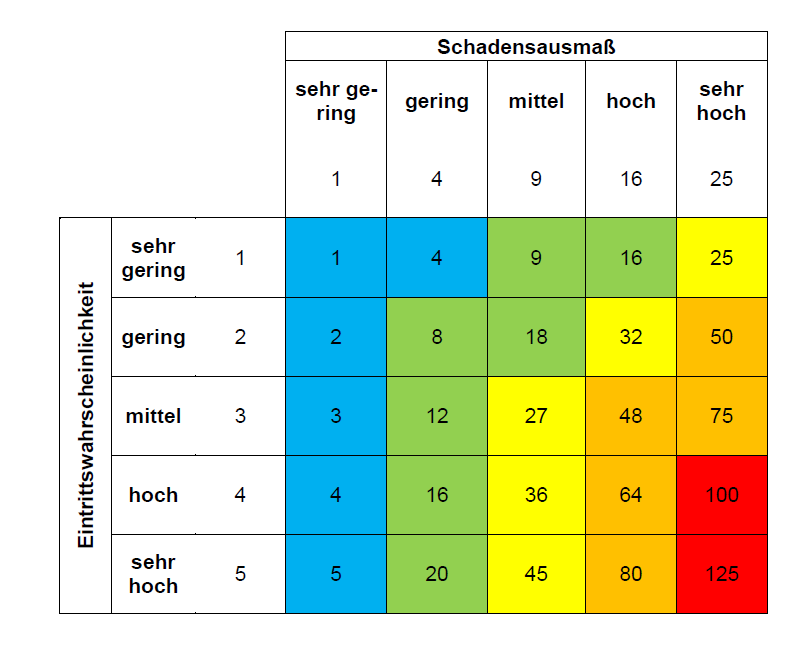 Schadensausmaß
sehr ge-
ring
gering
mittel
hoch
sehr
hoch
1 4 9 16 25
Eintrittswahrscheinlichkeit
sehr
gering
1 1 4 9 16 25
gering 2 2 8 18 32 50
mittel 3 3 12 27 48 75
hoch 4 4 16 36 64 100
sehr
hoch
5 5 20 45 80 125